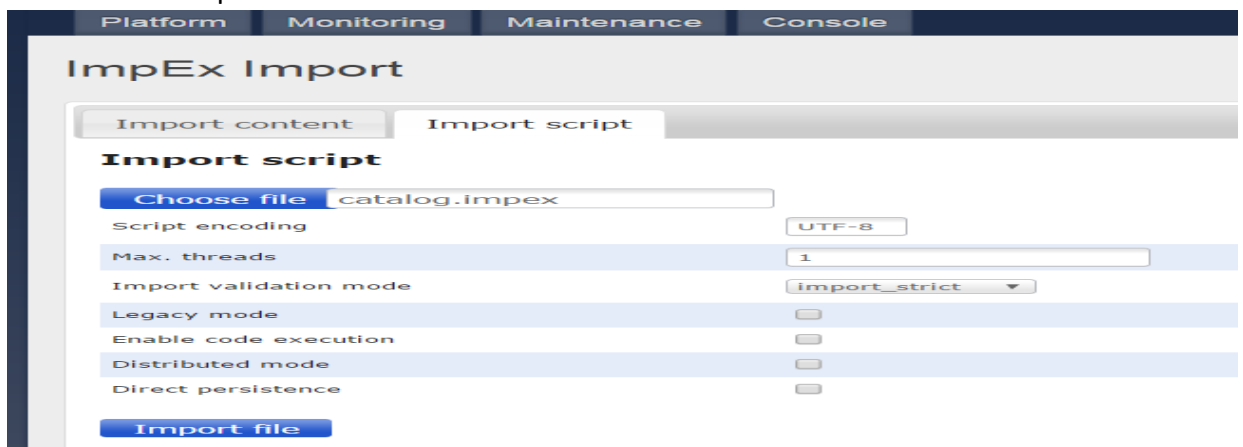 Platform Monitoring Maintenance Console
ImpEx Import
Import content Import script
Import script
Choose file catalog.impex
Script encoding UTF-8
Max. threads 1
Import validation mode import_strict
Legacy mode
Enable code execution
Distributed mode
Direct persistence
Import file